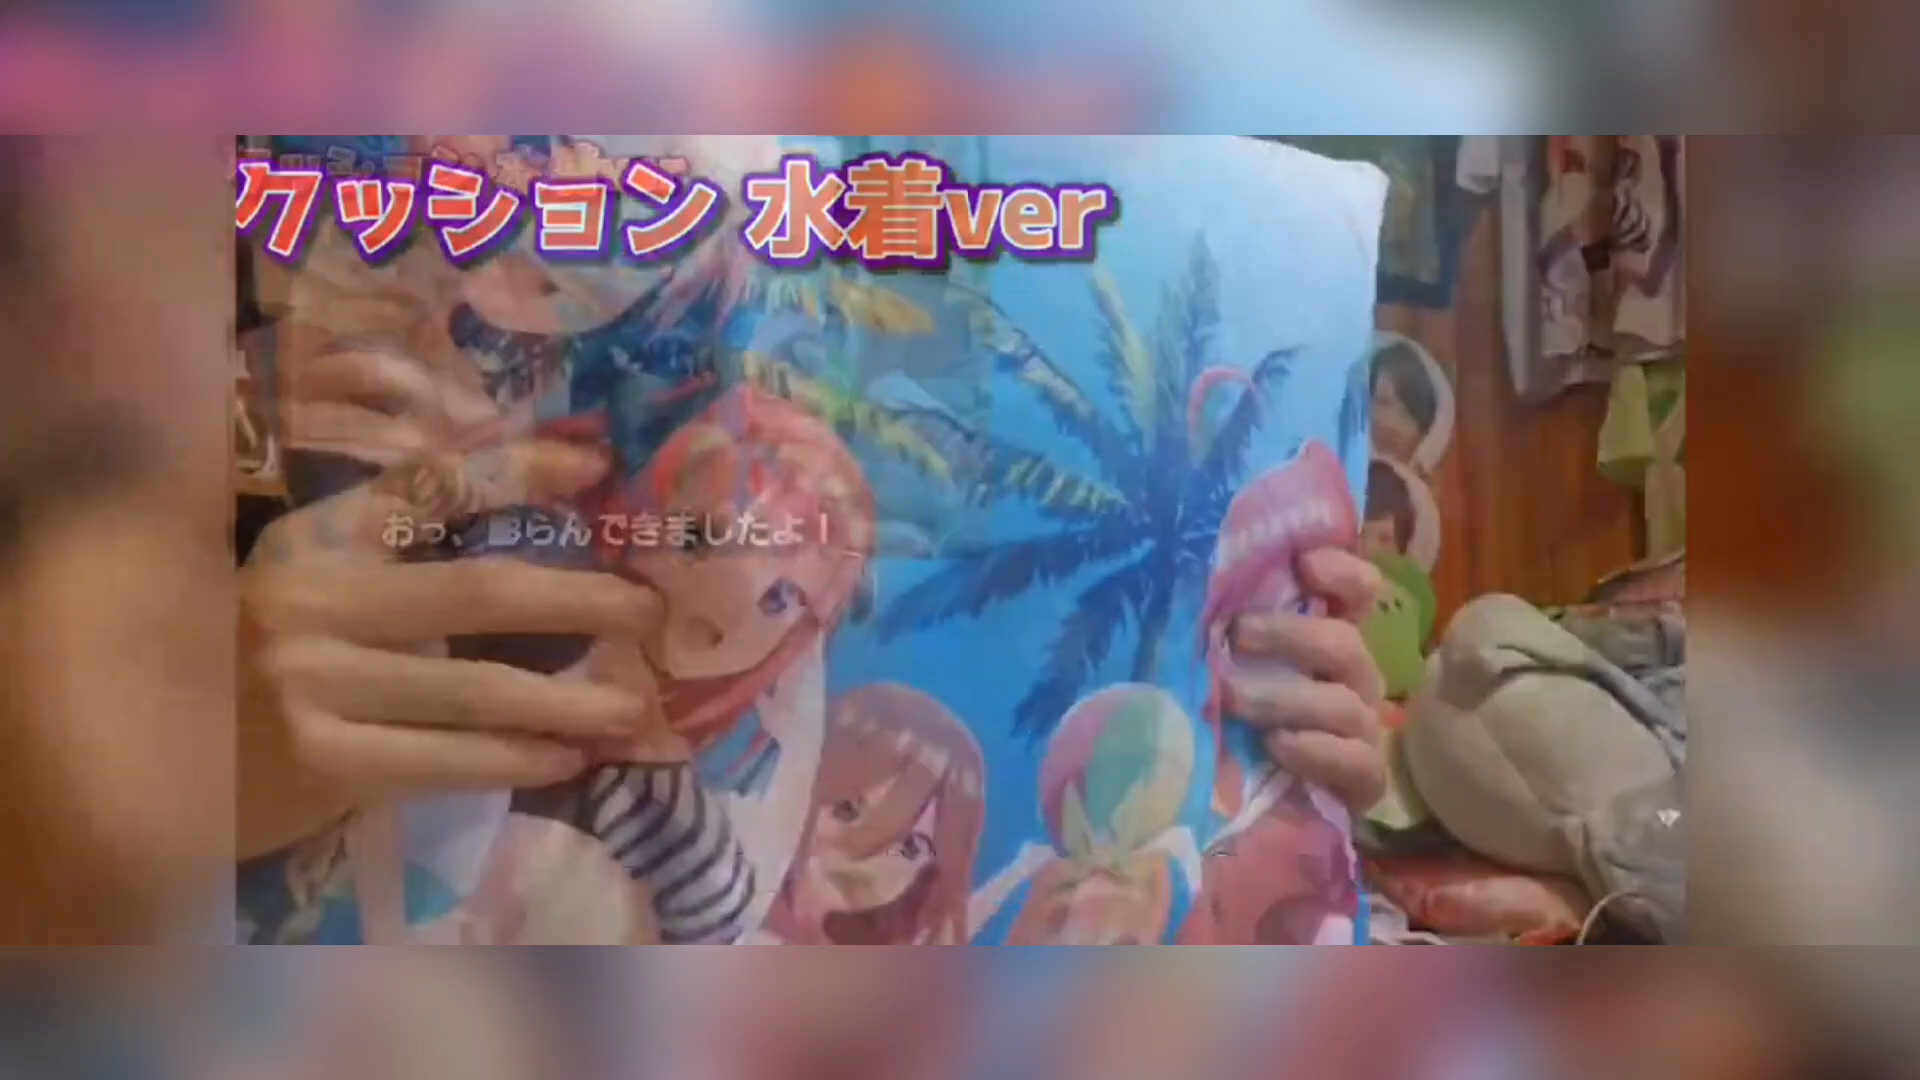 クッション 水着ver
おっ、膨らんできましたよ！